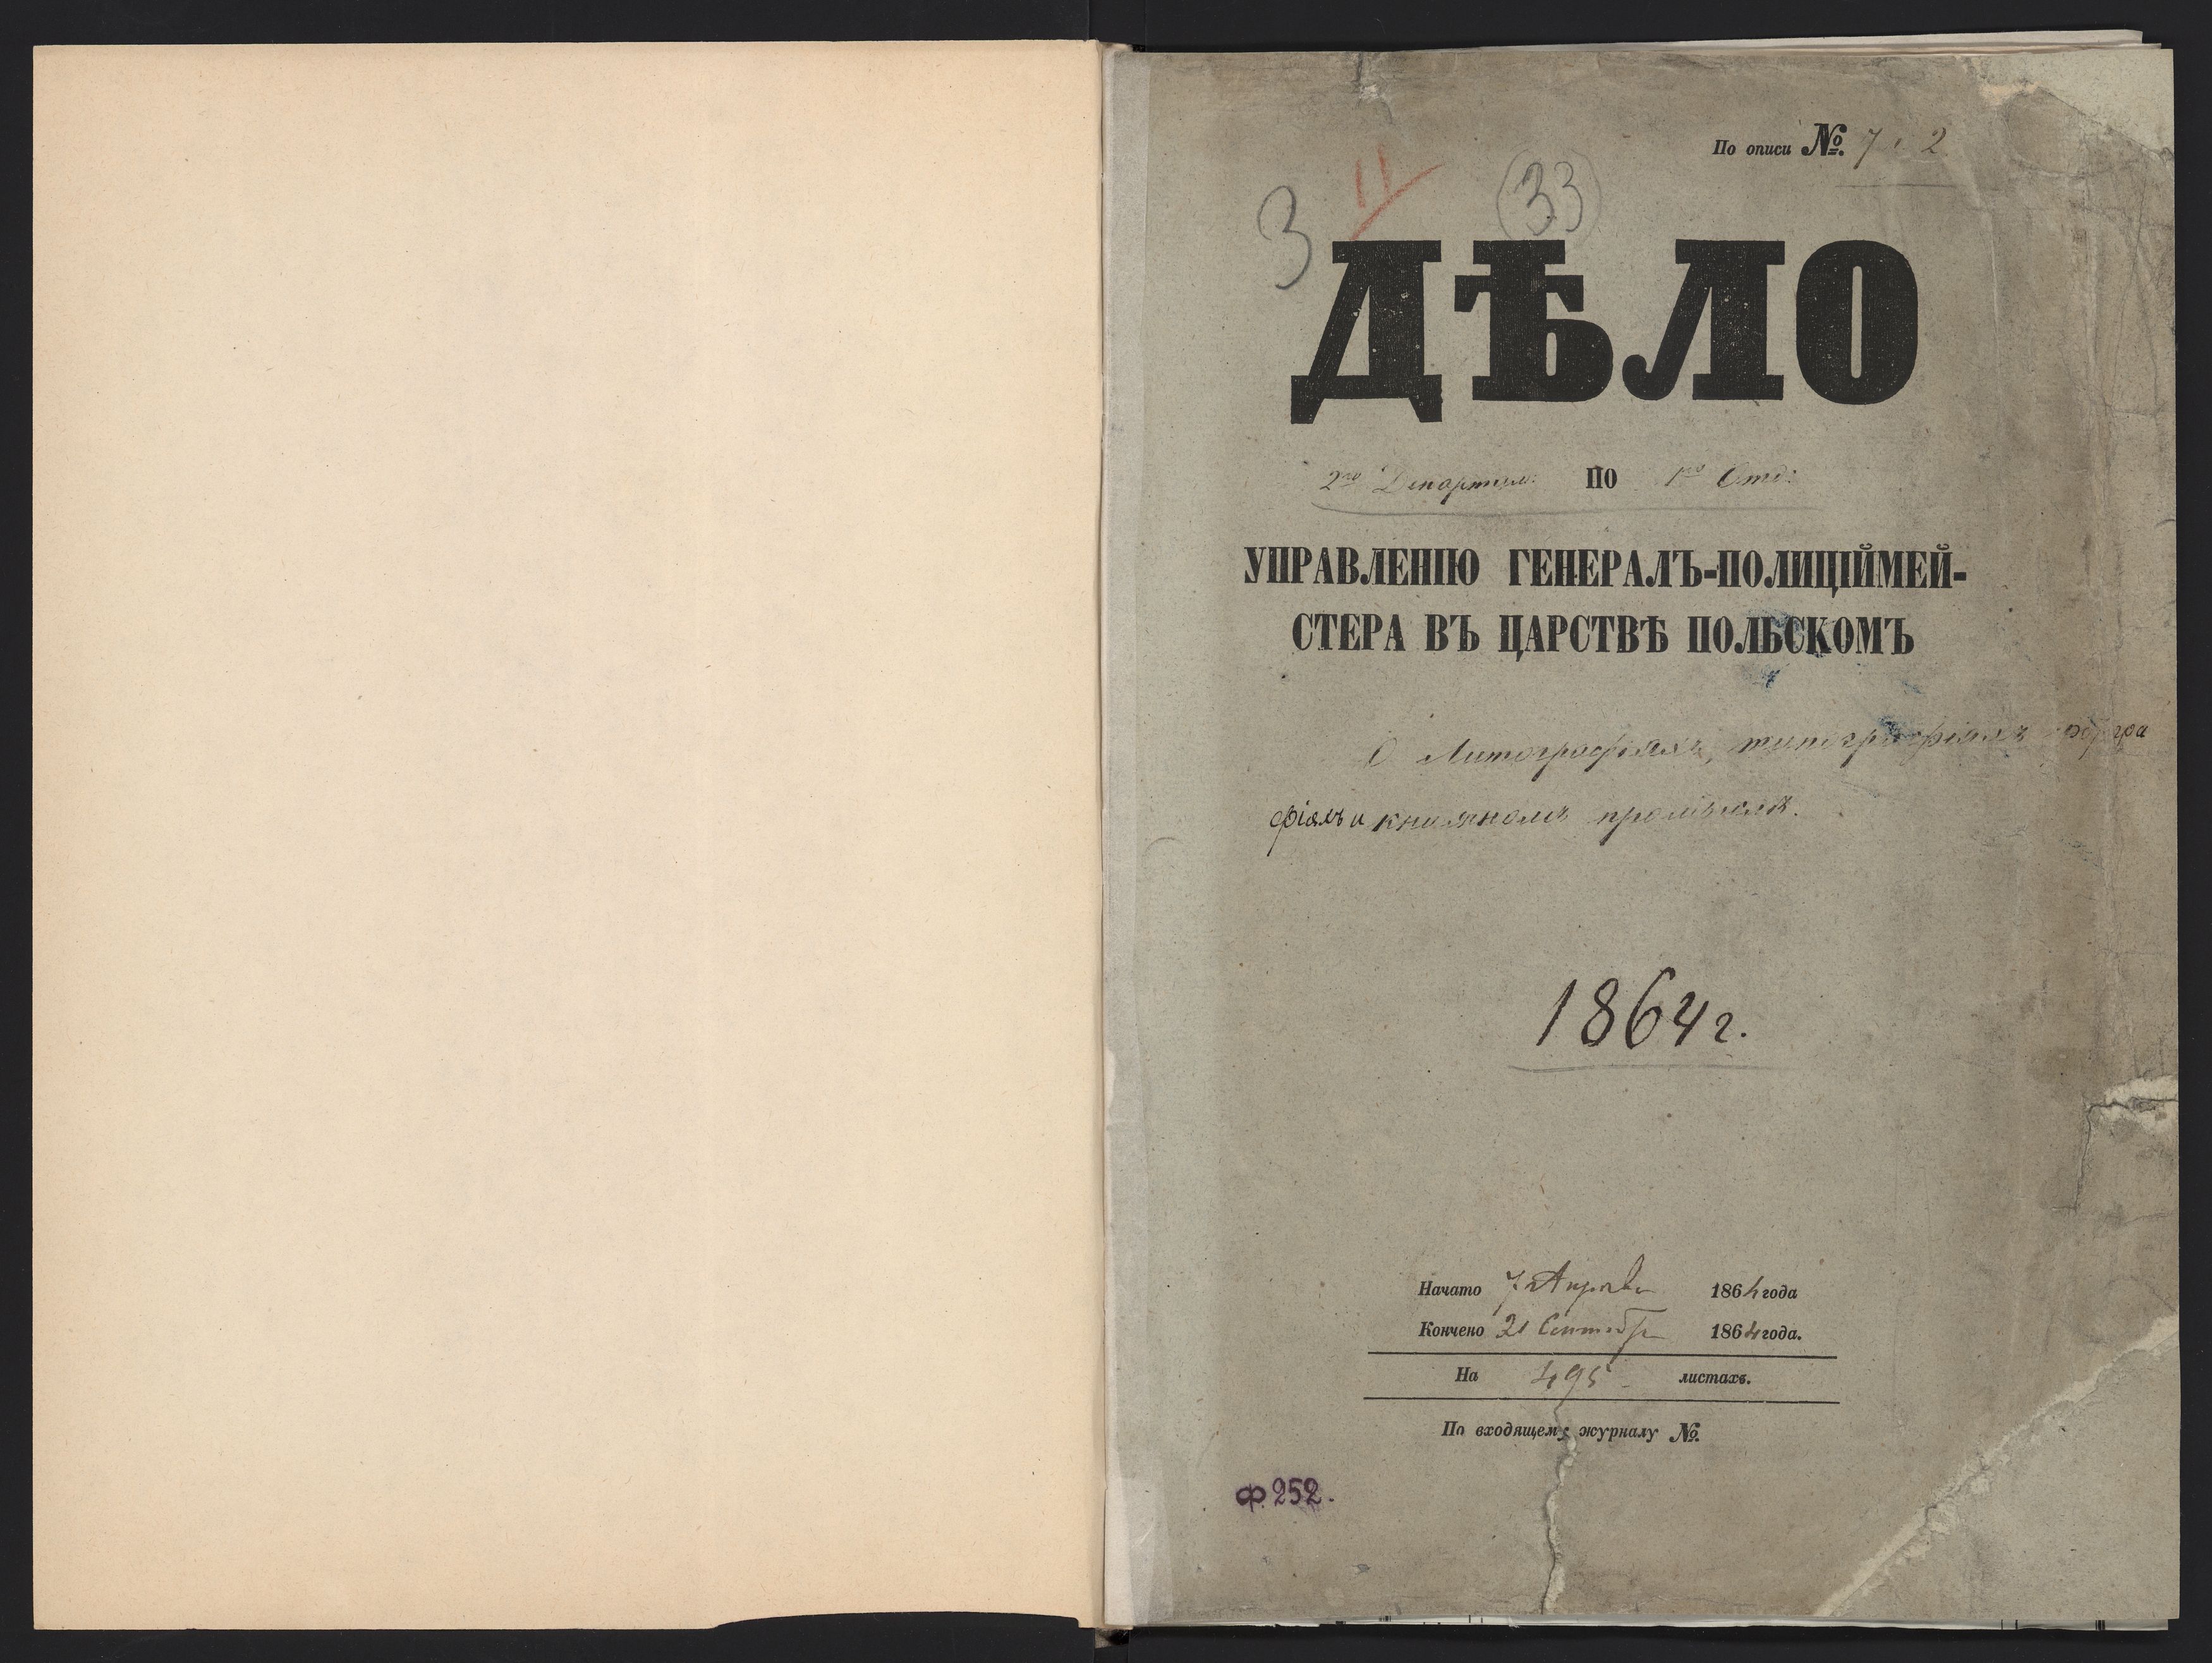 По описи №. 7 2
11
33
3
ДѢЛО
2го Департам: ПО 1му Отд:
УПРАВЛЕНІЮ ГЕНЕРАЛЪ-ПОЛИЦІЙМЕЙ-
СТЕРА ВЪ ЦАРСТВѢ ПОЛЬСКОМЪ
О Литографіяхъ, типографіяхъ
фіяхъ и книжномъ промыслѣ.
1864 г.
Начато 7 Апрѣля 1864 года
Кончено 21 Сентабр 1864 года.
На 495 листахъ.
По входящему журналу №.
Ф. 252.